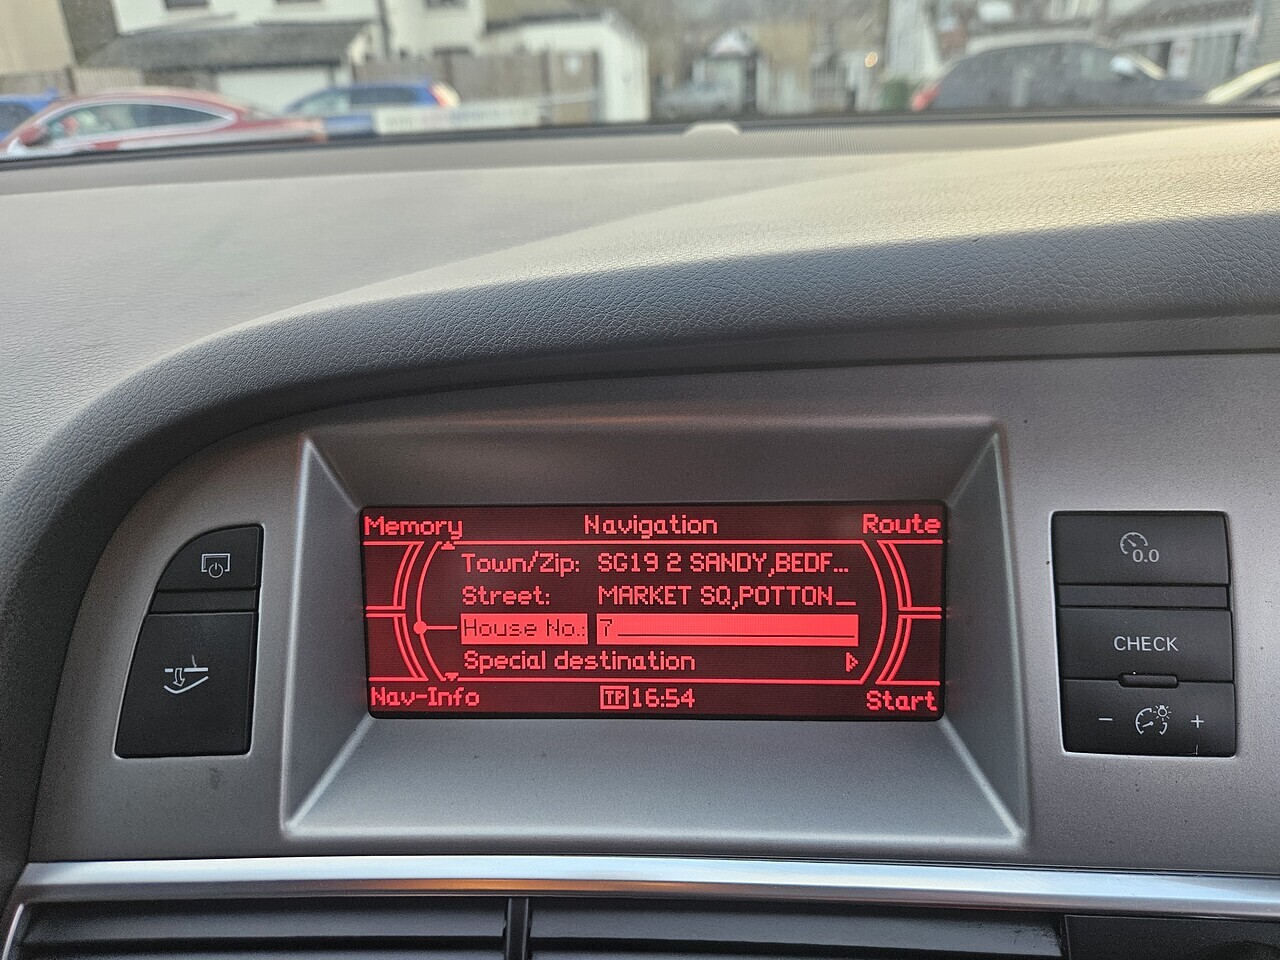 Memory Navigation Route
Town/Zip: SG19 2 SANDY,BEDF...
Street: MARKET SQ,POTTON
House No.: 7
Special destination
Nav-Info TP 16:54 Start
0.0
CHECK
- +